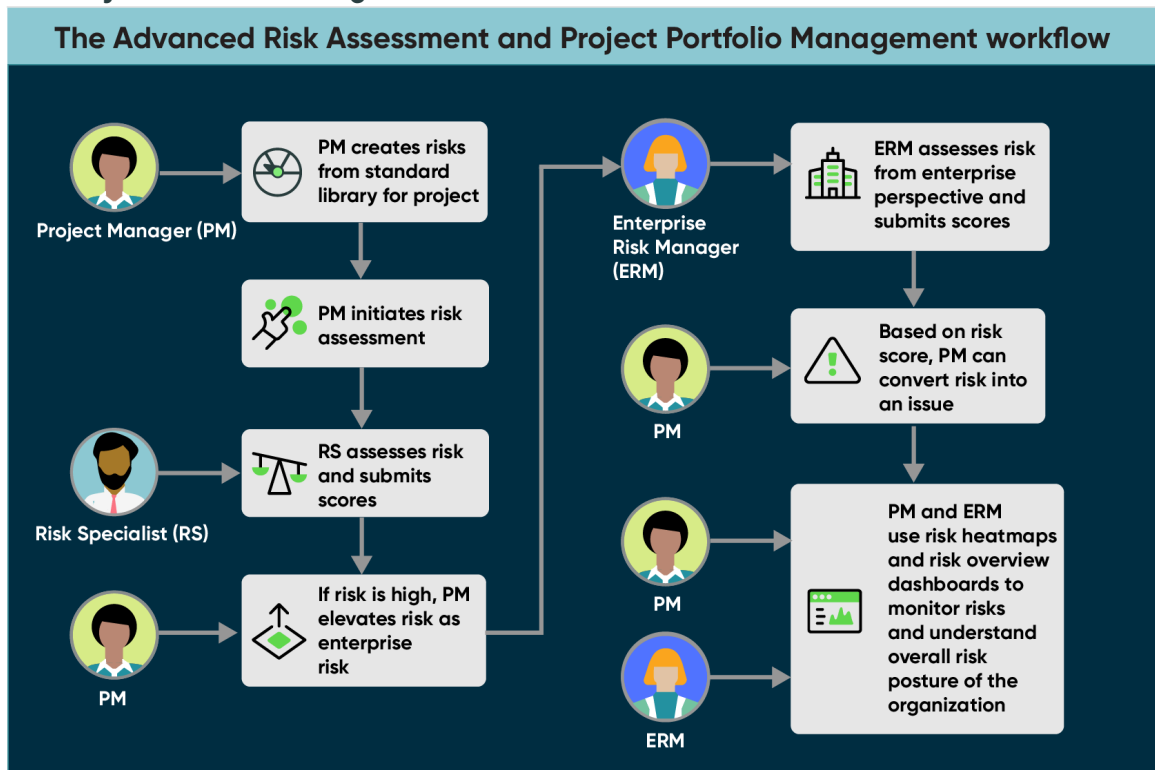 The Advanced Risk Assessment and Project Portfolio Management workflow
Project Manager (PM)
PM creates risks
from standard
library for project
PM initiates risk
assessment
Risk Specialist (RS)
RS assesses risk
and submits
scores
PM
If risk is high, PM
elevates risk as
enterprise
risk
Enterprise
Risk Manager
(ERM)
ERM assesses risk
from enterprise
perspective and
submits scores
PM
Based on risk
score, PM can
convert risk into
an issue
PM
ERM
PM and ERM
use risk heatmaps
and risk overview
dashboards to
monitor risks
and understand
overall risk
posture of the
organization